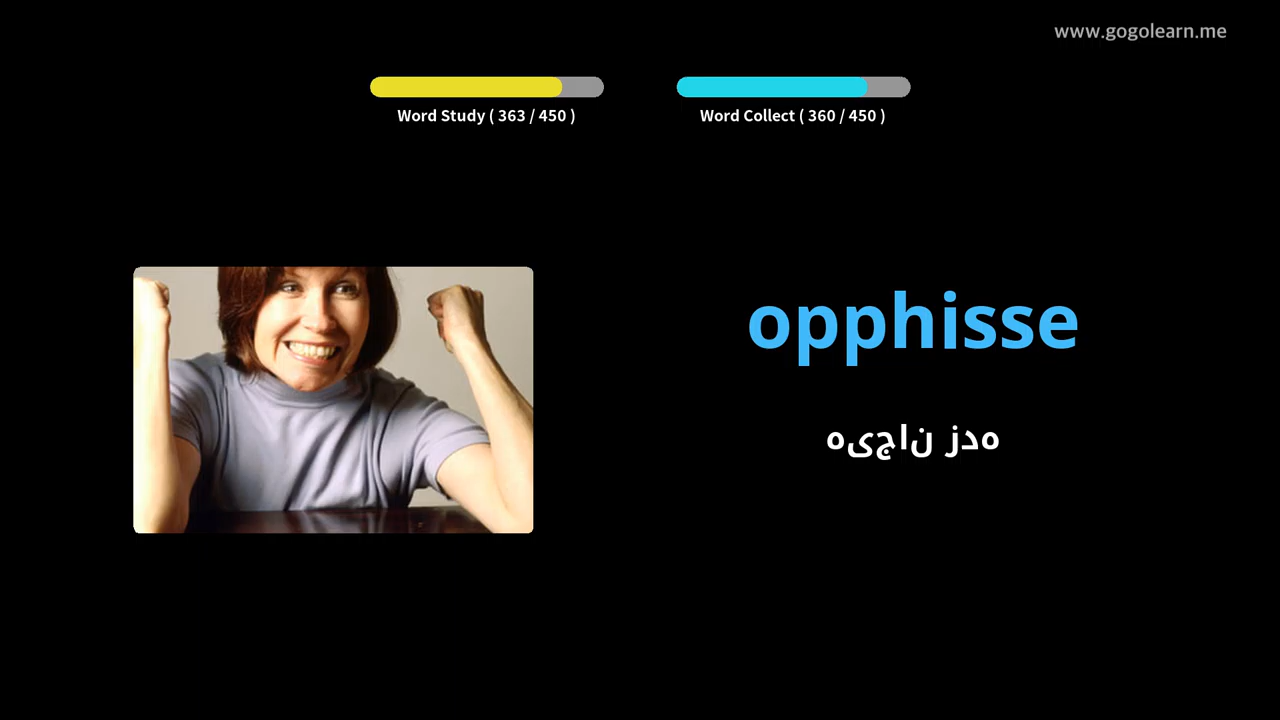 www.gogolearn.me
Word Study ( 363 / 450 )
Word Collect ( 360 / 450 )
opphisse
هیجان زده